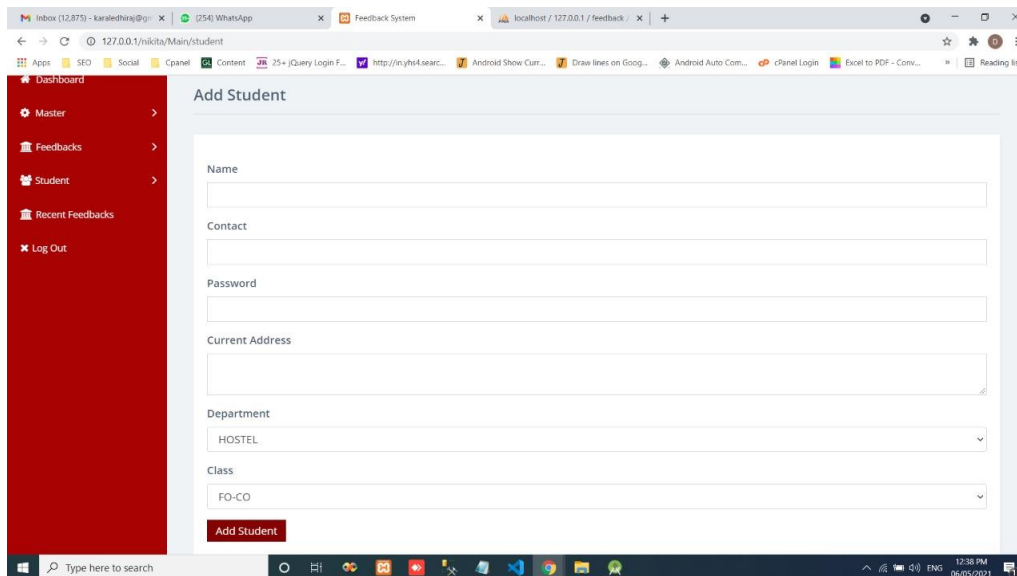 Inbox (12,875) - karaledhiraj@gm
(254) WhatsApp
Feedback System
localhost / 127.0.0.1 / feedback /
127.0.0.1/nikita/Main/student
Apps SEO Social Cpanel Content 25+ jQuery Login F... http://in.yhs4.searc... Android Show Curr... Draw lines on Goog... Android Auto Com... cPanel Login Excel to PDF - Conv... » Reading li
Dashboard
Master
Feedbacks
Student
Recent Feedbacks
Log Out
Add Student
Name
Contact
Password
Current Address
Department
HOSTEL
Class
FO-CO
Add Student
Type here to search
ENG
12:38 PM
06/05/2021